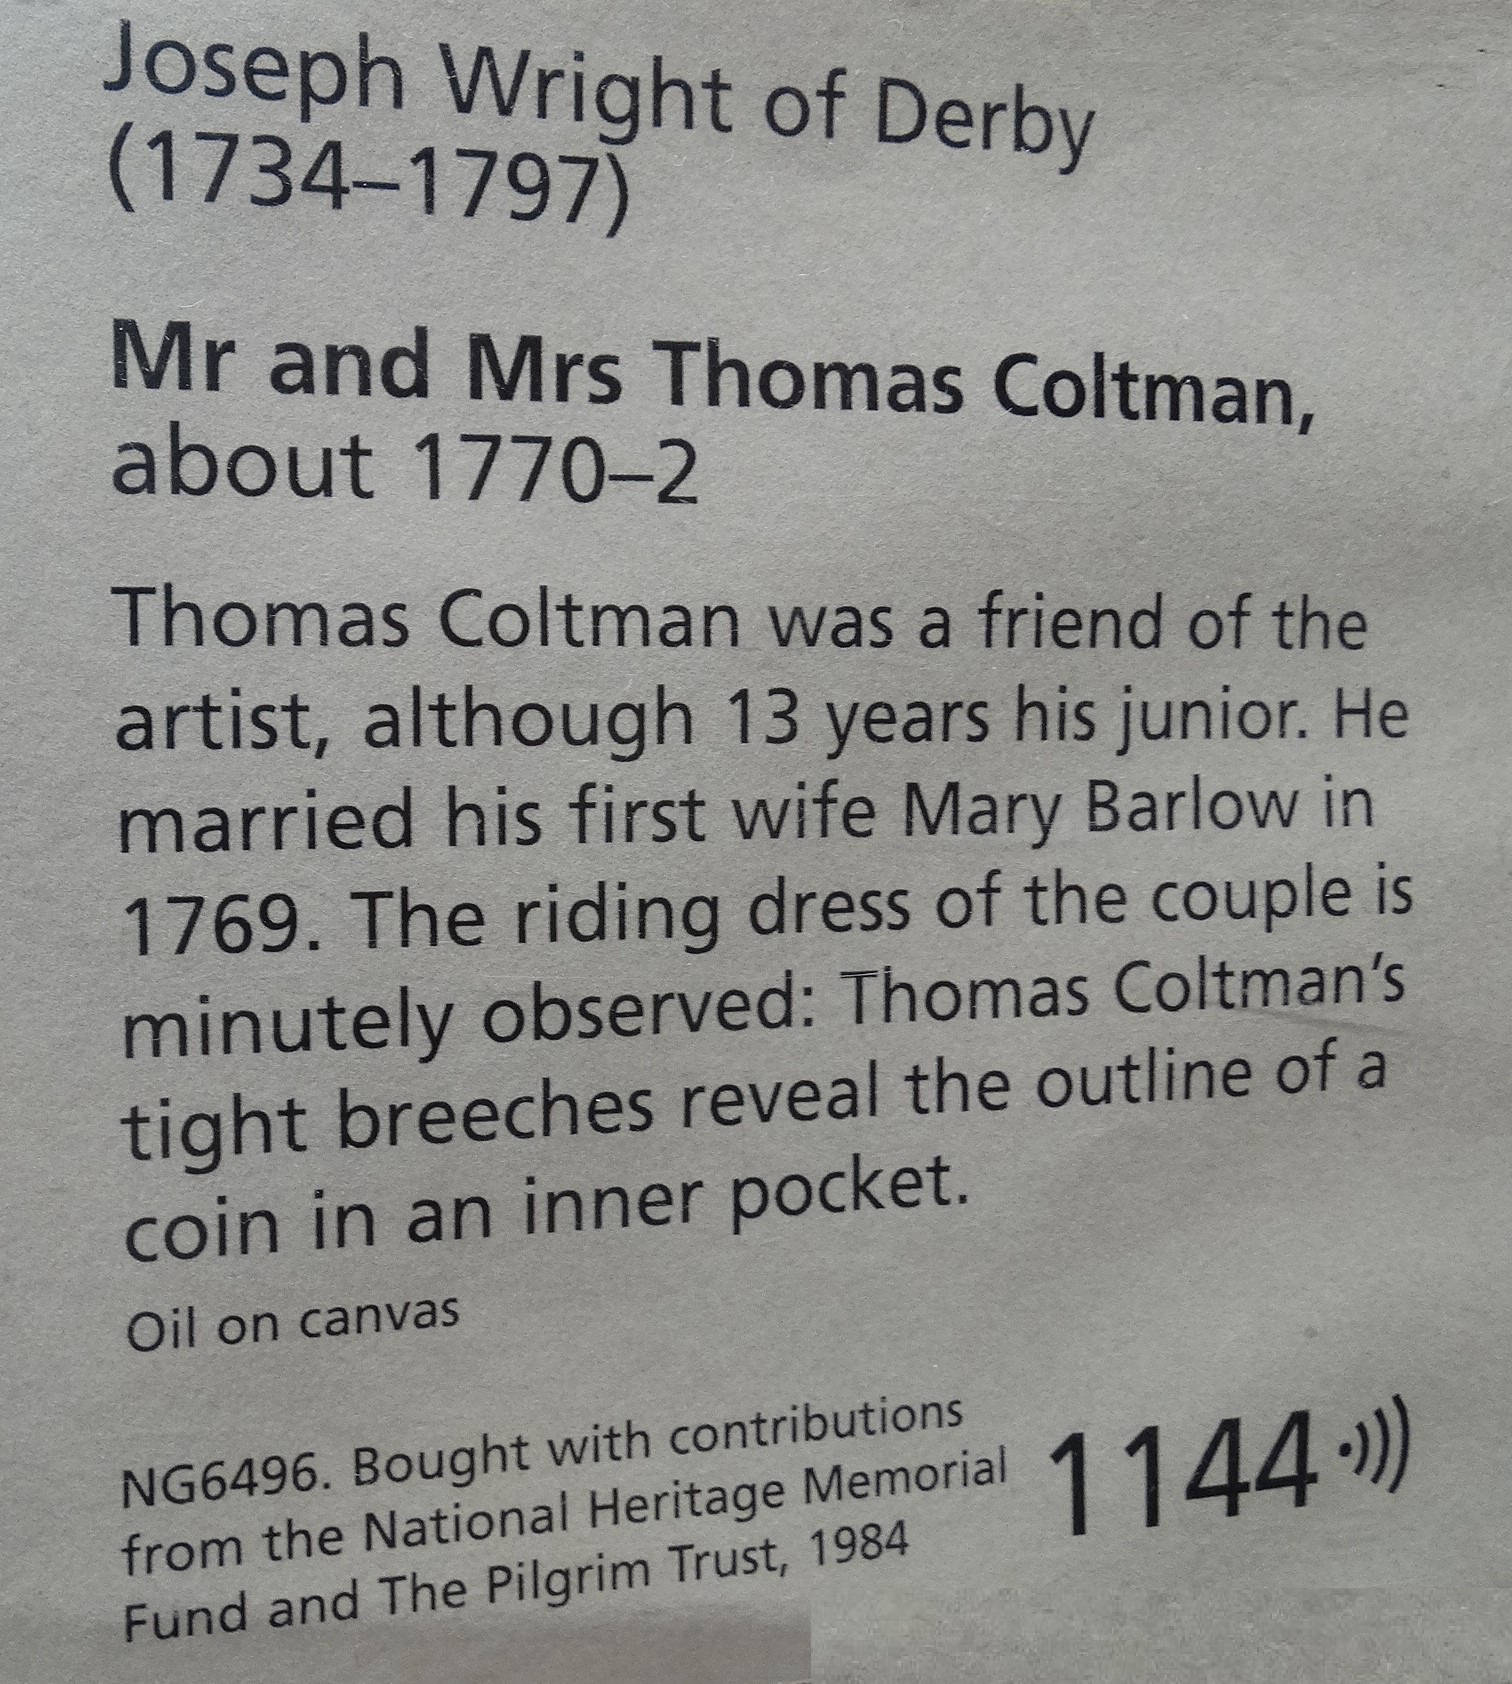 Joseph Wright of Derby
(1734–1797)
Mr and Mrs Thomas Coltman,
about 1770–2
Thomas Coltman was a friend of the
artist, although 13 years his junior. He
married his first wife Mary Barlow in
1769. The riding dress of the couple is
minutely observed: Thomas Coltman’s
tight breeches reveal the outline of a
coin in an inner pocket.
Oil on canvas
NG6496. Bought with contributions
from the National Heritage Memorial
Fund and The Pilgrim Trust, 1984
1144